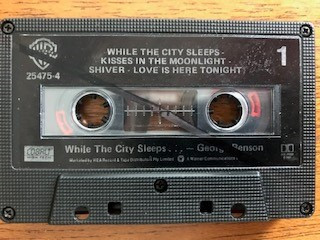 WHILE THE CITY SLEEPS -
KISSES IN THE MOONLIGHT -
SHIVER - LOVE IS HERE TONIGHT
1
25475-4
While The City Sleeps . . . — George Benson